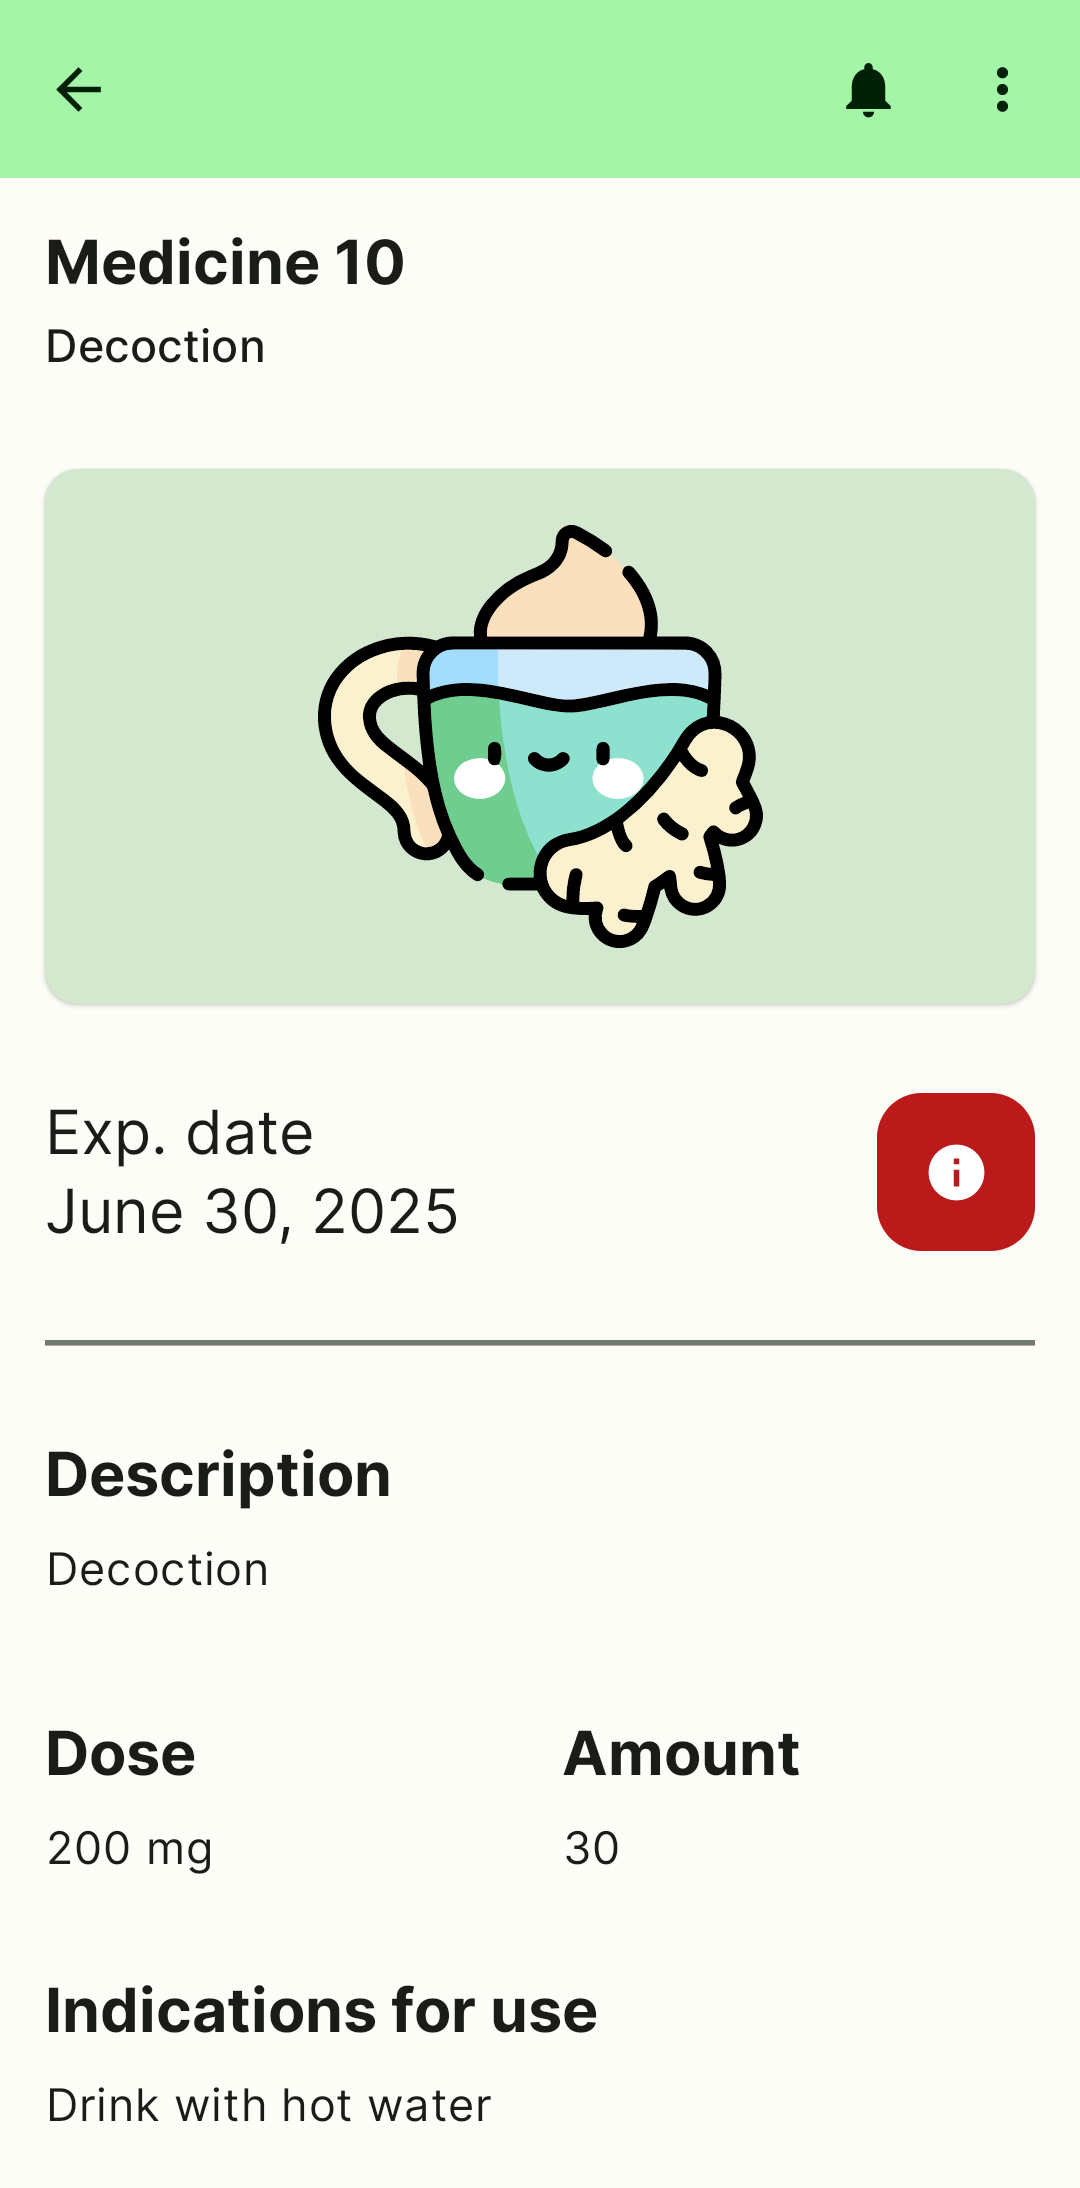 Medicine 10
Decoction
Exp. date
June 30, 2025
Description
Decoction
Dose
Amount
200 mg
30
Indications for use
Drink with hot water